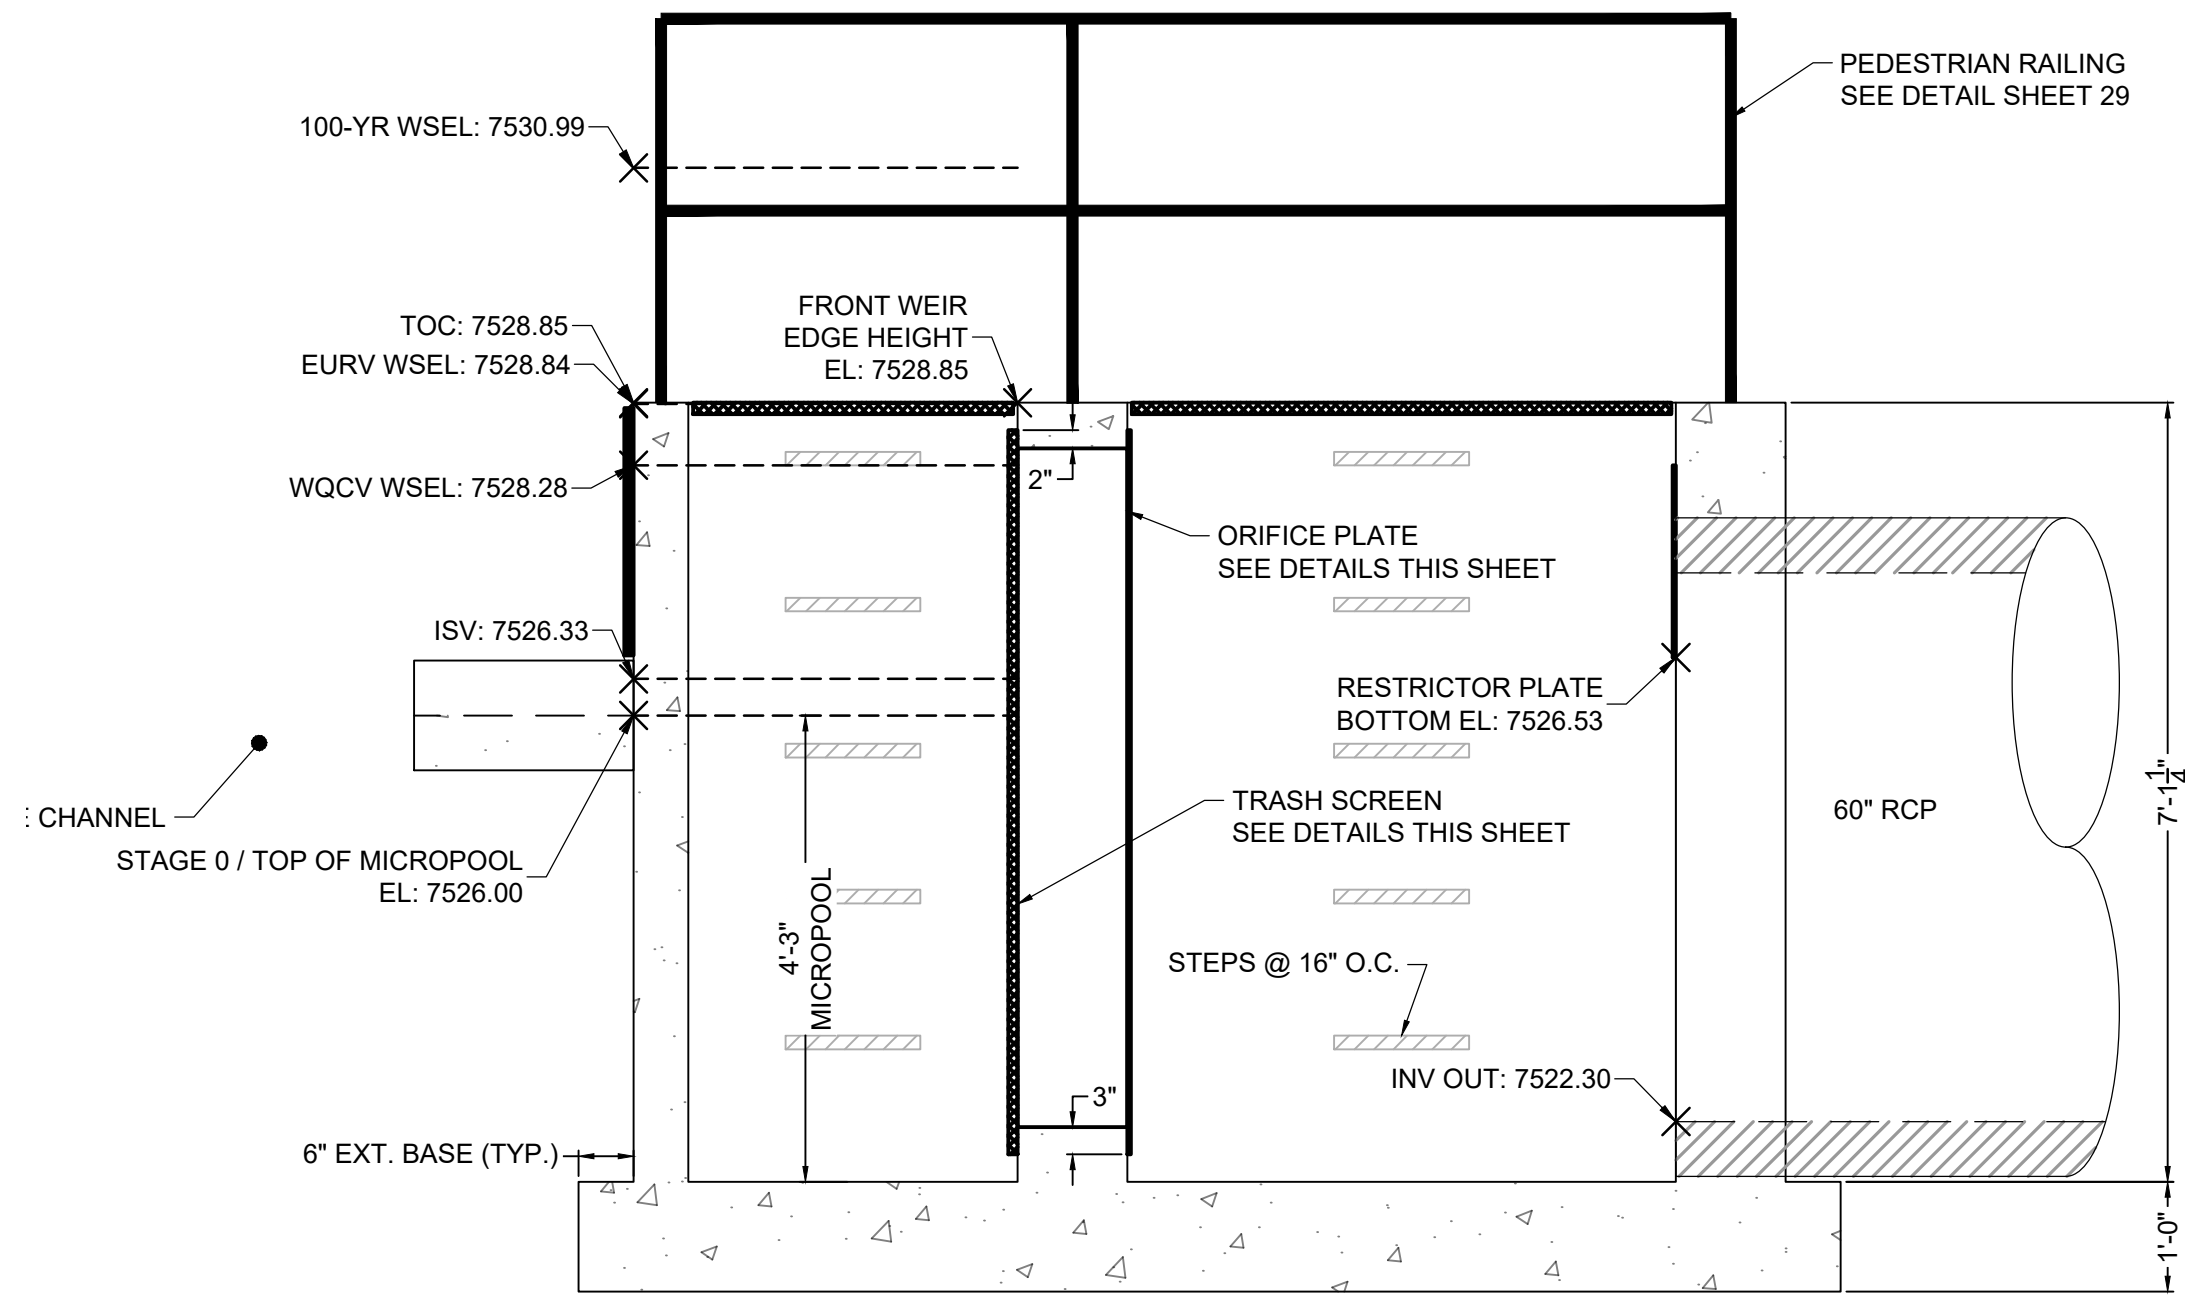 PEDESTRIAN RAILING
SEE DETAIL SHEET 29
100-YR WSEL: 7530.99
FRONT WEIR
EDGE HEIGHT
EL: 7528.85
TOC: 7528.85
EURV WSEL: 7528.84
WQCV WSEL: 7528.28
2"
ORIFICE PLATE
SEE DETAILS THIS SHEET
ISV: 7526.33
RESTRICTOR PLATE
BOTTOM EL: 7526.53
TRASH SCREEN
SEE DETAILS THIS SHEET
60" RCP
7'-1 1/4"
CHANNEL
STAGE 0 / TOP OF MICROPOOL
EL: 7526.00
4'-3"
MICROPOOL
STEPS @ 16" O.C.
INV OUT: 7522.30
3"
6" EXT. BASE (TYP.)
1'-0"